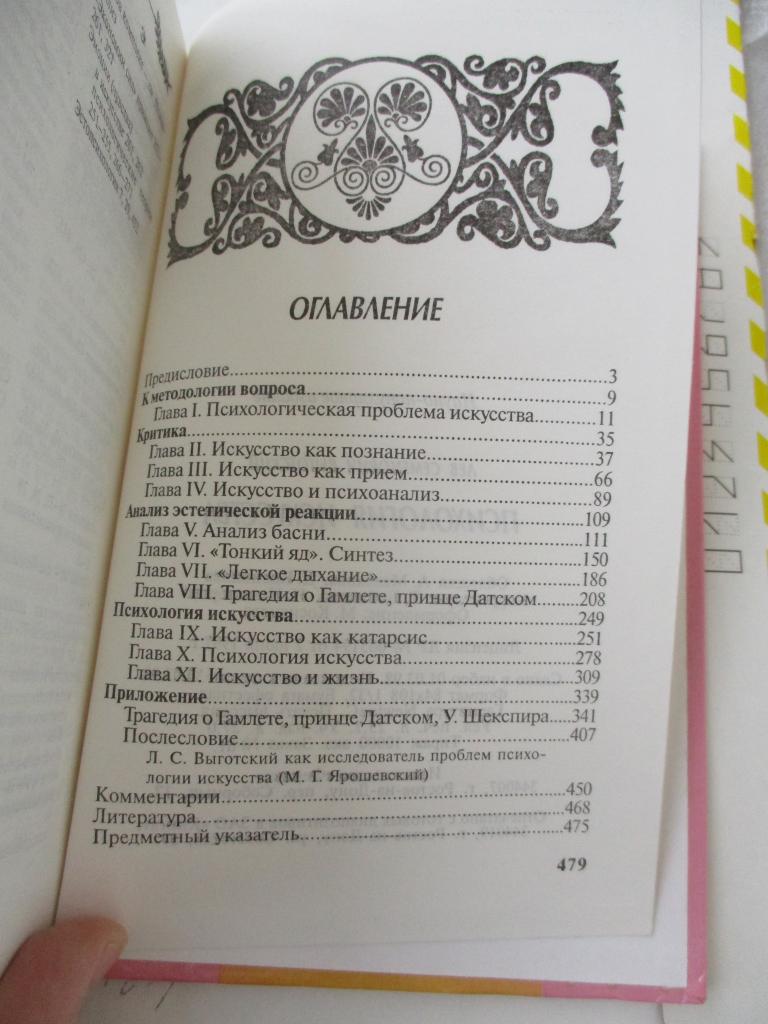 ОГЛАВЛЕНИЕ
Предисловие..........3
К методологии вопроса..........9
Глава I. Психологическая проблема искусства..........11
Критика..........35
Глава II. Искусство как познание..........37
Глава III. Искусство как прием..........66
Глава IV. Искусство и психоанализ..........89
Анализ эстетической реакции..........109
Глава V. Анализ басни..........111
Глава VI. «Тонкий яд». Синтез..........150
Глава VII. «Легкое дыхание»..........186
Глава VIII. Трагедия о Гамлете, принце Датском..........208
Психология искусства..........249
Глава IX. Искусство как катарсис..........251
Глава X. Психология искусства..........278
Глава XI. Искусство и жизнь..........309
Приложение..........339
Трагедия о Гамлете, принце Датском, У. Шекспира.....341
Послесловие..........407
Л. С. Выготский как исследователь проблем психо-
логии искусства (М. Г. Ярошевский)
Комментарии..........450
Литература..........468
Предметный указатель..........475
479